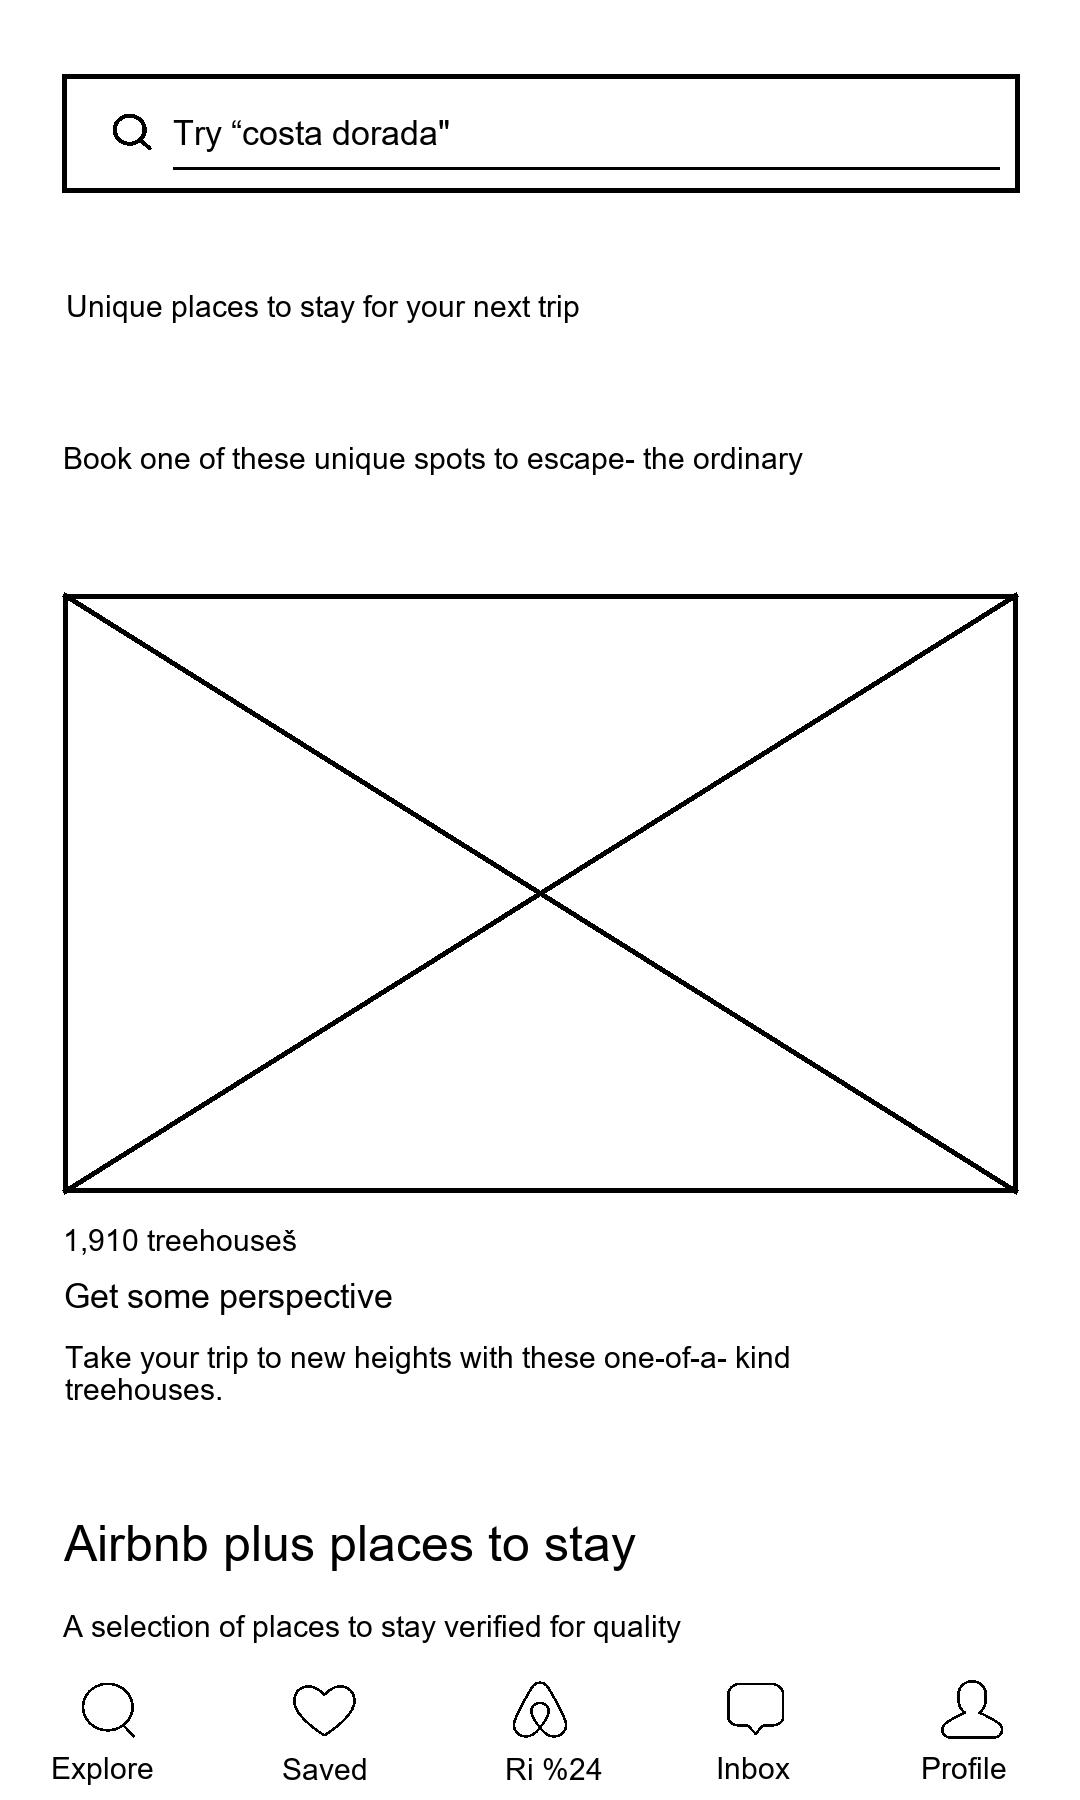 Try “costa dorada"
Unique places to stay for your next trip
Book one of these unique spots to escape- the ordinary
1,910 treehouseš
Get some perspective
Take your trip to new heights with these one-of-a- kind
treehouses.
Airbnb plus places to stay
A selection of places to stay verified for quality
Explore
Saved
Ri %24
Inbox
Profile